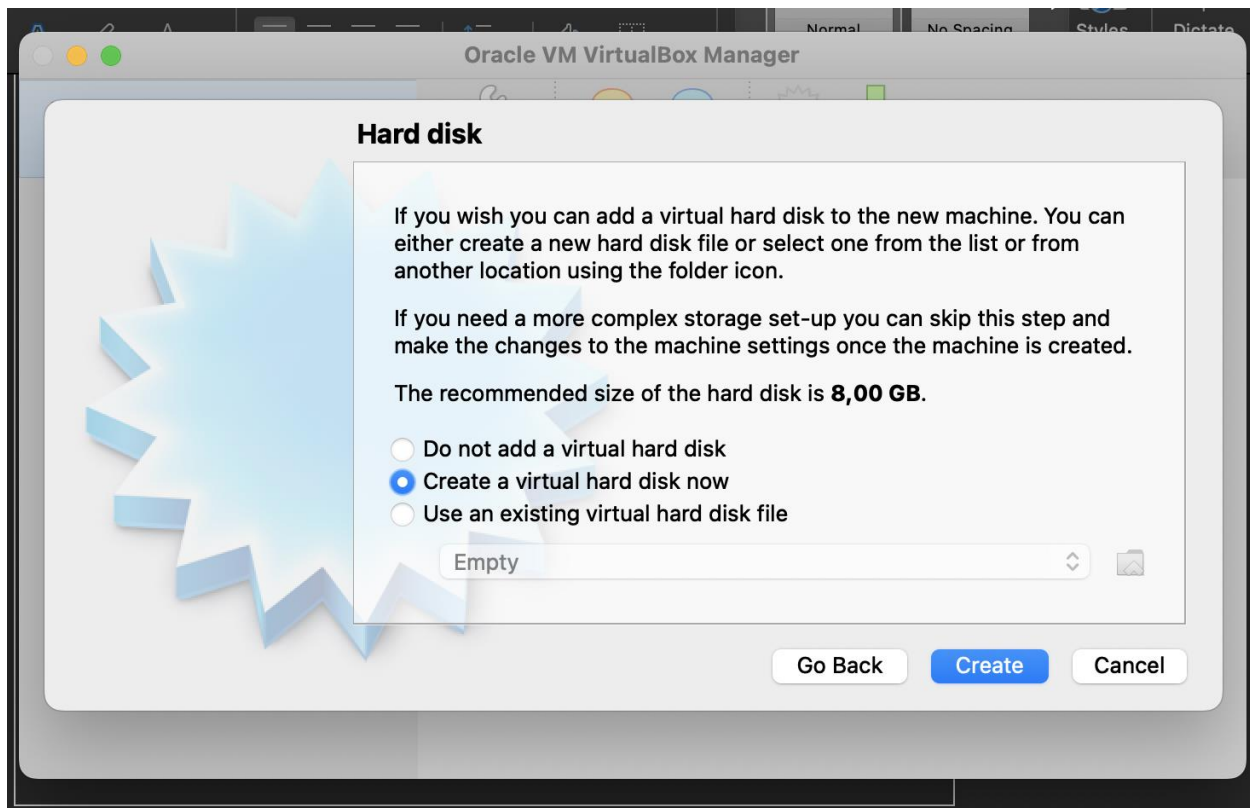 Normal
No Spacing
Styles
Dictate
Oracle VM VirtualBox Manager
Hard disk
If you wish you can add a virtual hard disk to the new machine. You can
either create a new hard disk file or select one from the list or from
another location using the folder icon.
If you need a more complex storage set-up you can skip this step and
make the changes to the machine settings once the machine is created.
The recommended size of the hard disk is 8,00 GB.
Do not add a virtual hard disk
Create a virtual hard disk now
Use an existing virtual hard disk file
Empty
Go Back
Create
Cancel